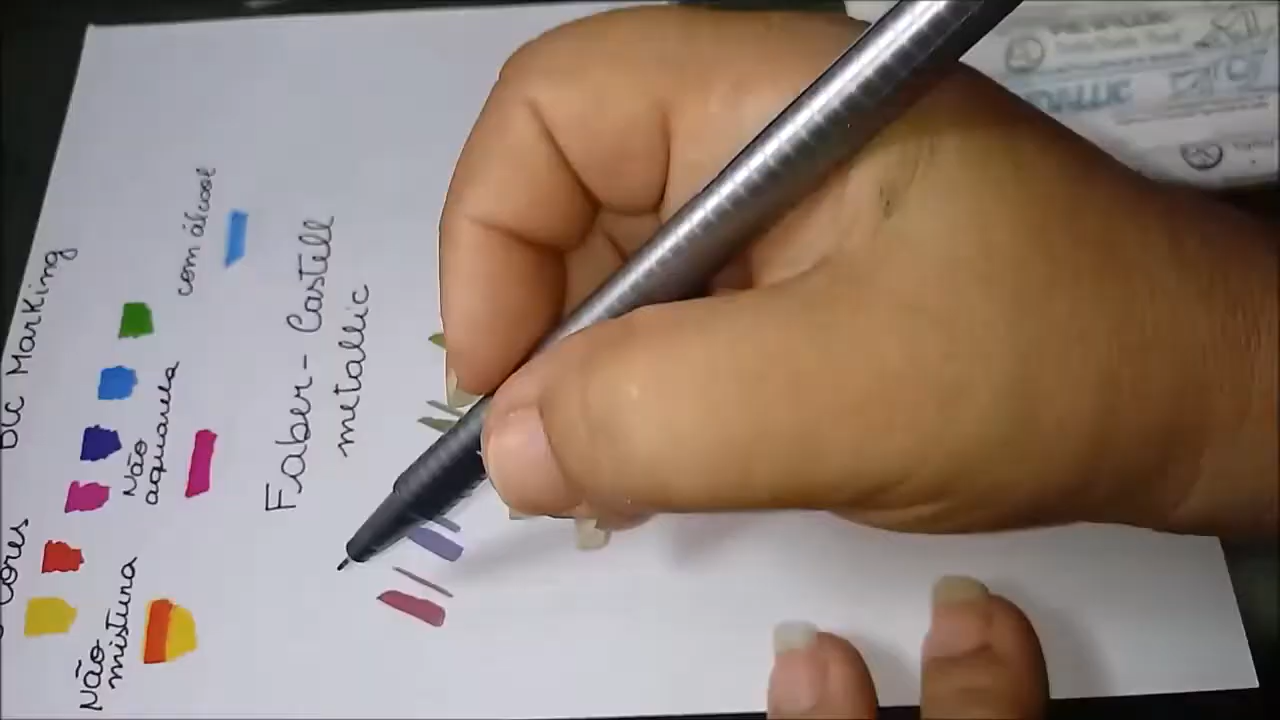 Cores BIC Marking
Não
mistura
Não
aquarela
com álcool
Faber-Castell
metallic